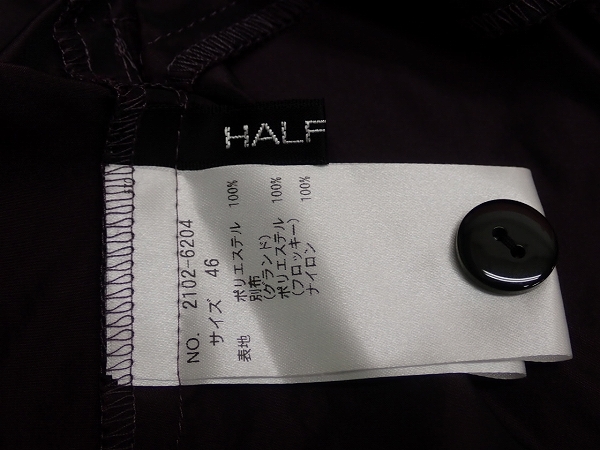 HALF
NO. 2102-6204
サイズ 46
表地 ポリエステル 100%
別布
(グランド)
ポリエステル 100%
(フロッキー)
ナイロン 100%